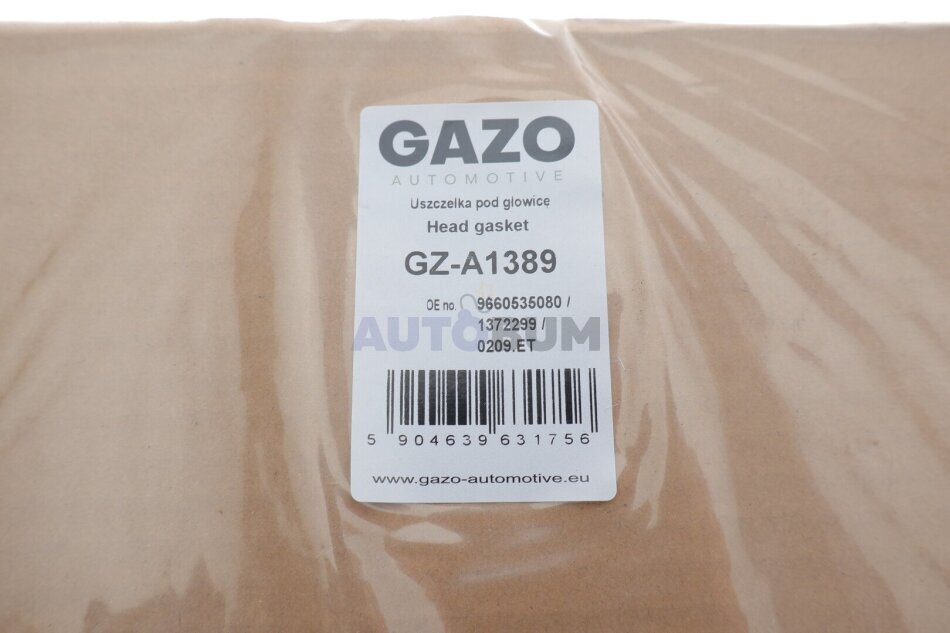 GAZO
AUTOMOTIVE
Uszczelka pod głowicę
Head gasket
GZ-A1389
OE no. 9660535080 /
1372299 /
AUTORUM
0209.ET
5 904639 631756
www.gazo-automotive.eu